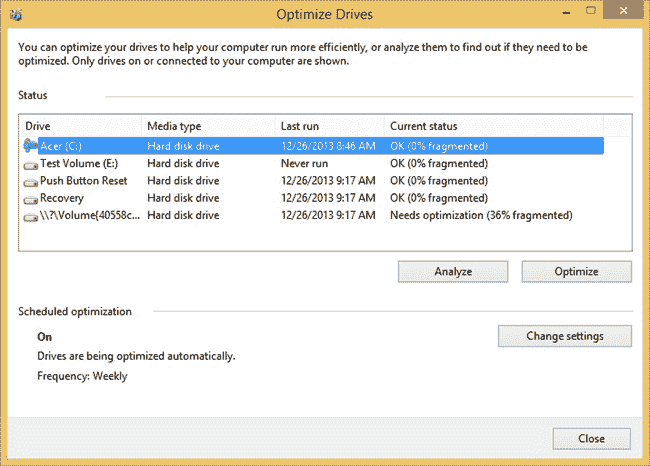 Optimize Drives
You can optimize your drives to help your computer run more efficiently, or analyze them to find out if they need to be
optimized. Only drives on or connected to your computer are shown.
Status
Drive Media type Last run Current status
Acer (C:) Hard disk drive 12/26/2013 8:46 AM OK (0% fragmented)
Test Volume (E:) Hard disk drive Never run OK (0% fragmented)
Push Button Reset Hard disk drive 12/26/2013 9:17 AM OK (0% fragmented)
Recovery Hard disk drive 12/26/2013 9:17 AM OK (0% fragmented)
\\?\Volume{40558c... Hard disk drive 12/26/2013 9:17 AM Needs optimization (36% fragmented)
Analyze Optimize
Scheduled optimization
On
Change settings
Drives are being optimized automatically.
Frequency: Weekly
Close